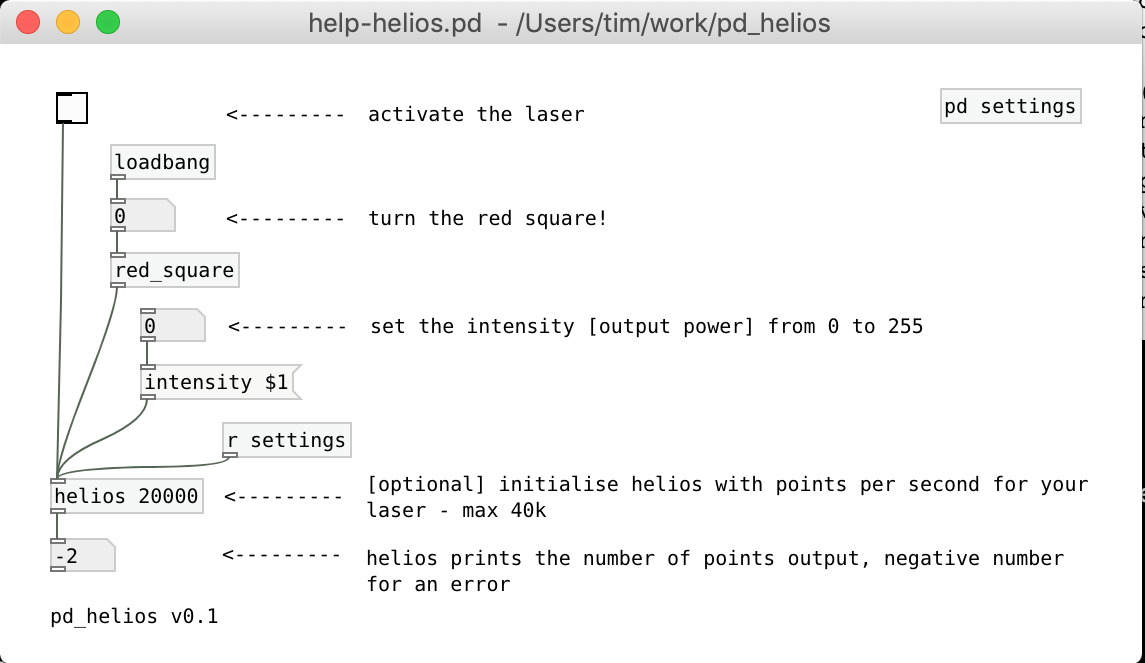 help-helios.pd - /Users/tim/work/pd_helios
<--------- activate the laser
pd settings
loadbang
0
<--------- turn the red square!
red_square
0
<--------- set the intensity [output power] from 0 to 255
intensity $1
r settings
helios 20000
<--------- [optional] initialise helios with points per second for your
laser - max 40k
-2
<--------- helios prints the number of points output, negative number
for an error
pd_helios v0.1